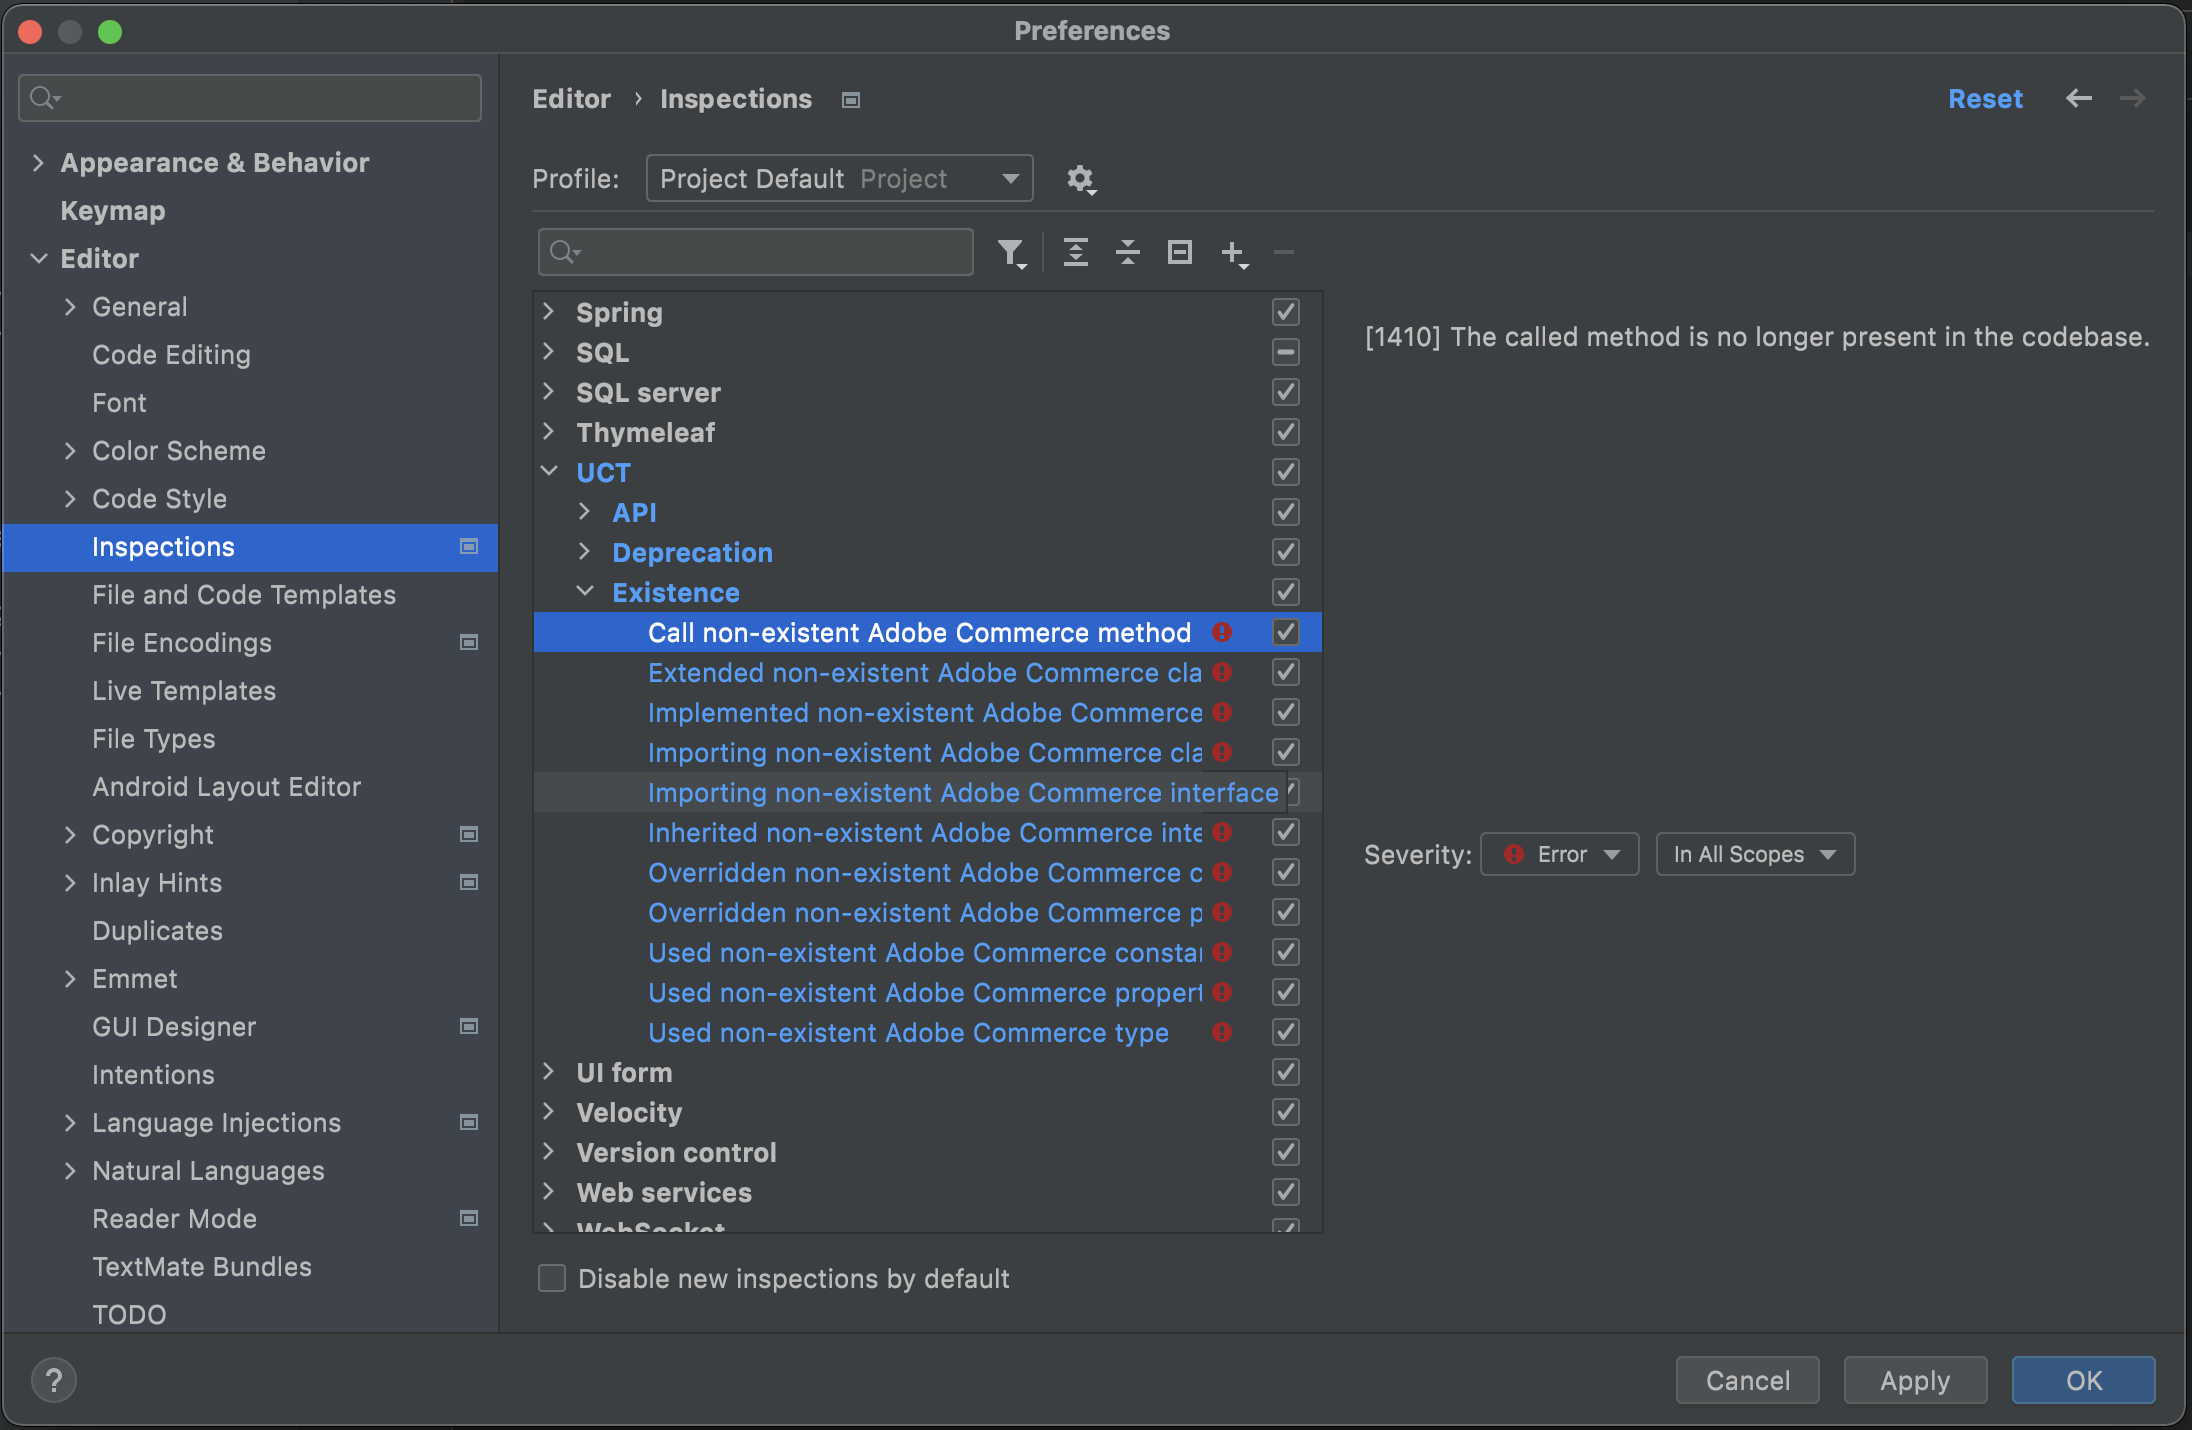 Preferences
Appearance & Behavior
Keymap
Editor
General
Code Editing
Font
Color Scheme
Code Style
Inspections
File and Code Templates
File Encodings
Live Templates
File Types
Android Layout Editor
Copyright
Inlay Hints
Duplicates
Emmet
GUI Designer
Intentions
Language Injections
Natural Languages
Reader Mode
TextMate Bundles
TODO
Editor › Inspections
Reset
Profile: Project Default Project
Spring
SQL
SQL server
Thymeleaf
UCT
API
Deprecation
Existence
Call non-existent Adobe Commerce method
Extended non-existent Adobe Commerce cla
Implemented non-existent Adobe Commerce
Importing non-existent Adobe Commerce cla
Importing non-existent Adobe Commerce interface
Inherited non-existent Adobe Commerce inte
Overridden non-existent Adobe Commerce c
Overridden non-existent Adobe Commerce p
Used non-existent Adobe Commerce constan
Used non-existent Adobe Commerce propert
Used non-existent Adobe Commerce type
UI form
Velocity
Version control
Web services
WebSocket
Disable new inspections by default
[1410] The called method is no longer present in the codebase.
Severity: Error In All Scopes
?
Cancel
Apply
OK